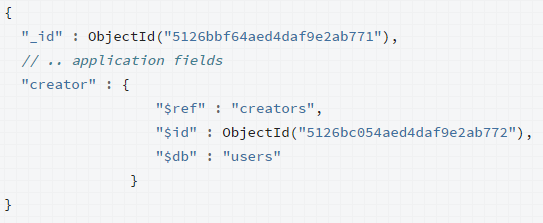 {
"_id" : ObjectId("5126bbf64aed4daf9e2ab771"),
// .. application fields
"creator" : {
"$ref" : "creators",
"$id" : ObjectId("5126bc054aed4daf9e2ab772"),
"$db" : "users"
}
}